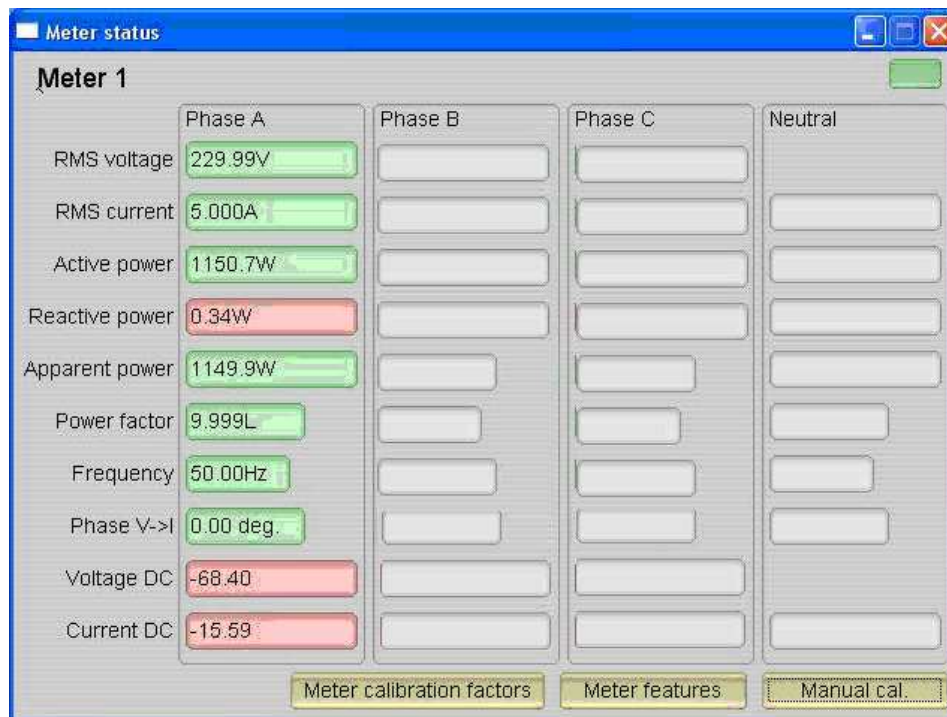 Meter status
Meter 1
Phase A Phase B Phase C Neutral
RMS voltage 229.99V
RMS current 5.000A
Active power 1150.7W
Reactive power 0.34W
Apparent power 1149.9W
Power factor 9.999L
Frequency 50.00Hz
Phase V->I 0.00 deg.
Voltage DC -68.40
Current DC -15.59
Meter calibration factors Meter features Manual cal.